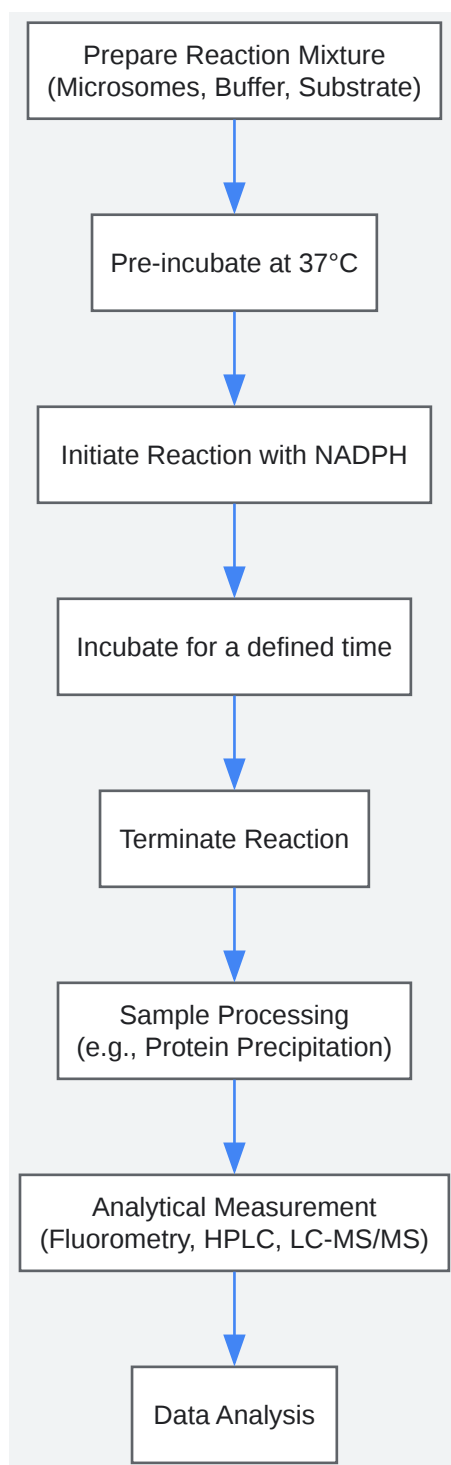 Prepare Reaction Mixture
(Microsomes, Buffer, Substrate)
Pre-incubate at 37°C
Initiate Reaction with NADPH
Incubate for a defined time
Terminate Reaction
Sample Processing
(e.g., Protein Precipitation)
Analytical Measurement
(Fluorometry, HPLC, LC-MS/MS)
Data Analysis